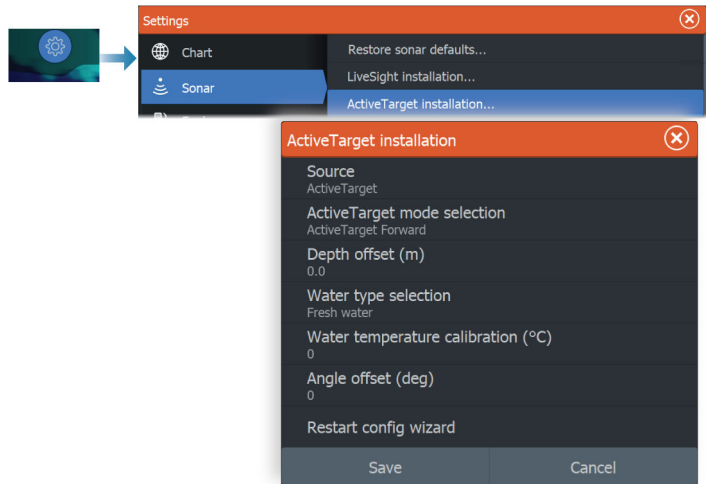 Settings
Chart
Restore sonar defaults...
Sonar
LiveSight installation...
ActiveTarget installation...
ActiveTarget installation
Source
ActiveTarget
ActiveTarget mode selection
ActiveTarget Forward
Depth offset (m)
0.0
Water type selection
Fresh water
Water temperature calibration (°C)
0
Angle offset (deg)
0
Restart config wizard
Save
Cancel